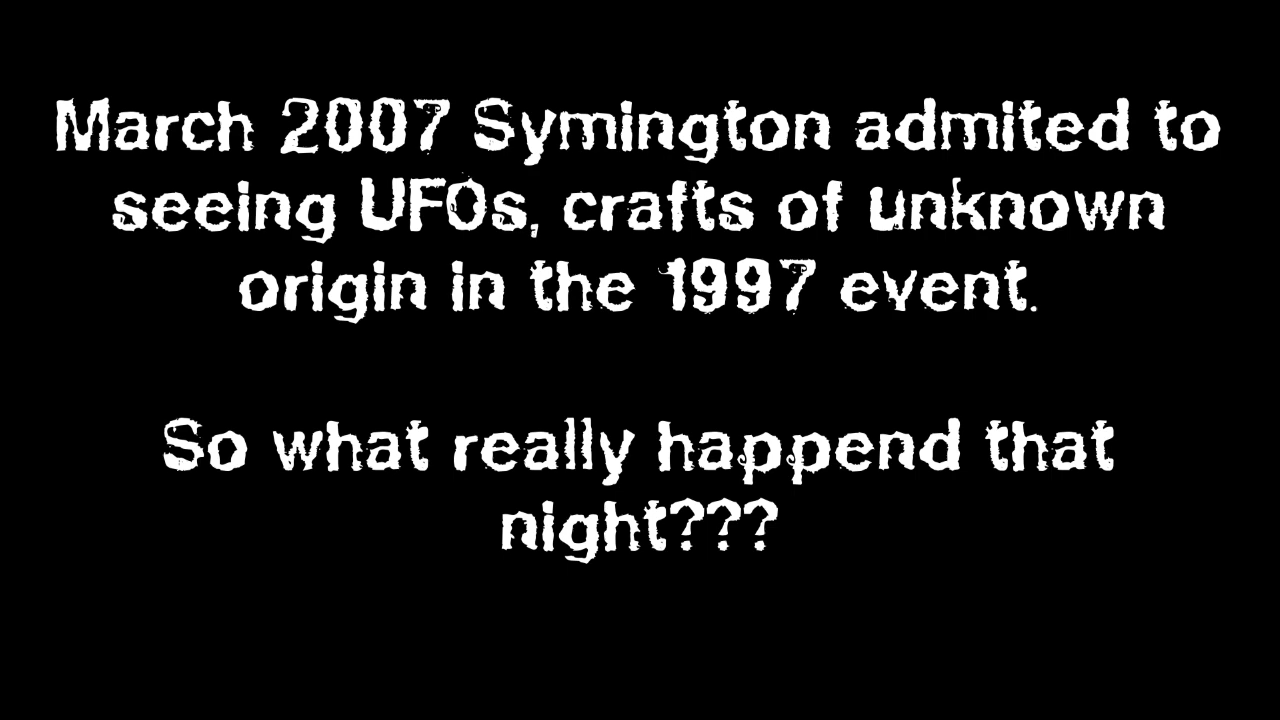 March 2007 Symington admited to
seeing UFOs, crafts of unknown
origin in the 1997 event.
So what really happend that
night???